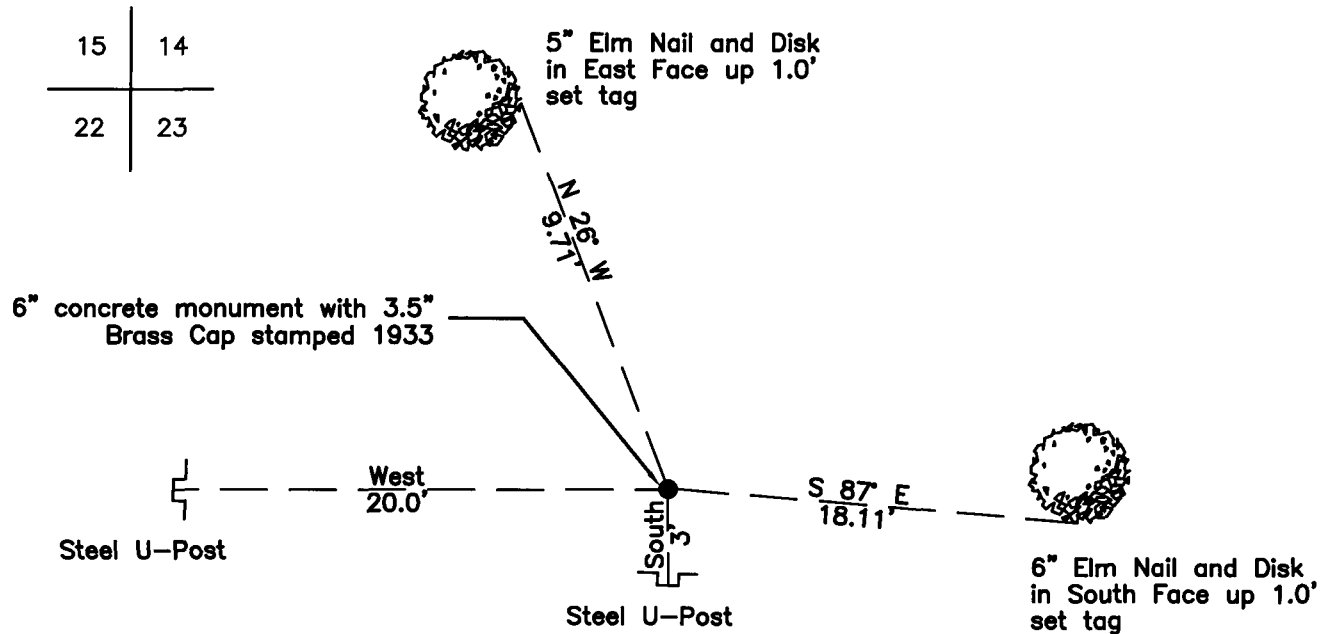 15 14
22 23
5" Elm Nail and Disk
in East Face up 1.0'
set tag
N 26° W
9.71'
6" concrete monument with 3.5"
Brass Cap stamped 1933
West
20.0'
S 87° E
18.11'
South
3'
Steel U-Post
Steel U-Post
6" Elm Nail and Disk
in South Face up 1.0'
set tag